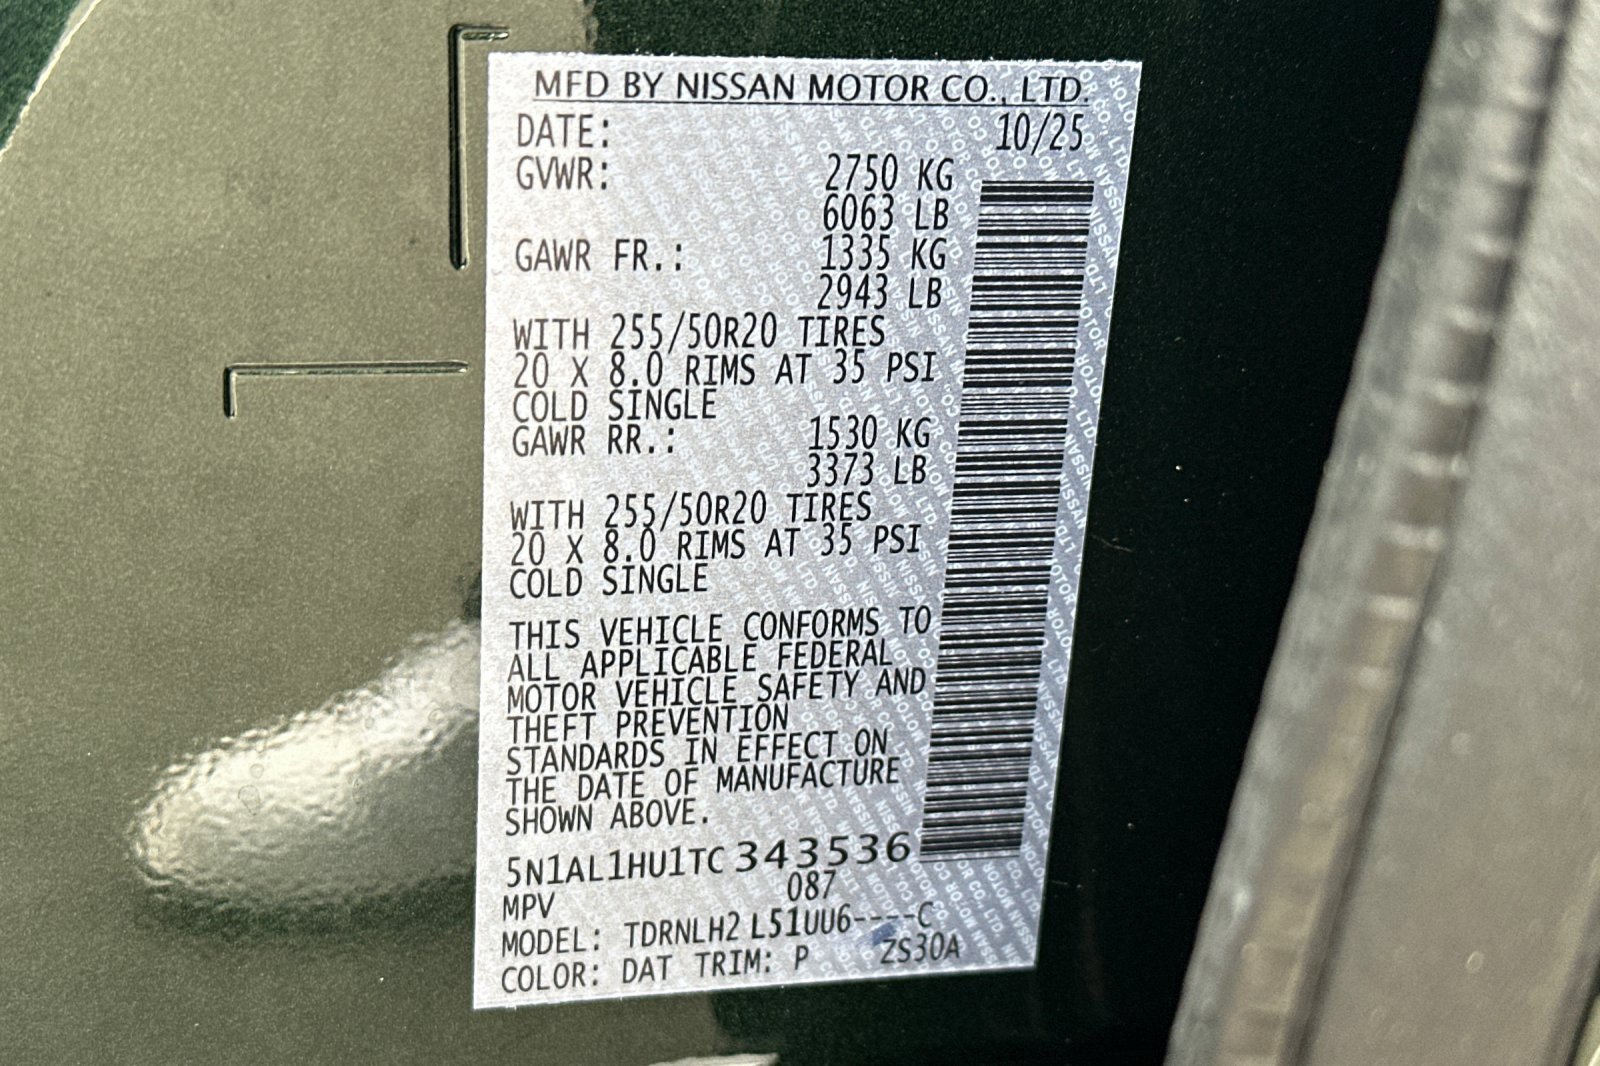 MFD BY NISSAN MOTOR CO., LTD.
DATE: 10/25
GVWR: 2750 KG
6063 LB
GAWR FR.: 1335 KG
2943 LB
WITH 255/50R20 TIRES
20 X 8.0 RIMS AT 35 PSI
COLD SINGLE
GAWR RR.: 1530 KG
3373 LB
WITH 255/50R20 TIRES
20 X 8.0 RIMS AT 35 PSI
COLD SINGLE
THIS VEHICLE CONFORMS TO
ALL APPLICABLE FEDERAL
MOTOR VEHICLE SAFETY AND
THEFT PREVENTION
STANDARDS IN EFFECT ON
THE DATE OF MANUFACTURE
SHOWN ABOVE.
5N1AL1HU1TC343536
MPV 087
MODEL: TDRNLH2 L51UU6----C
COLOR: DAT TRIM: P ZS30A